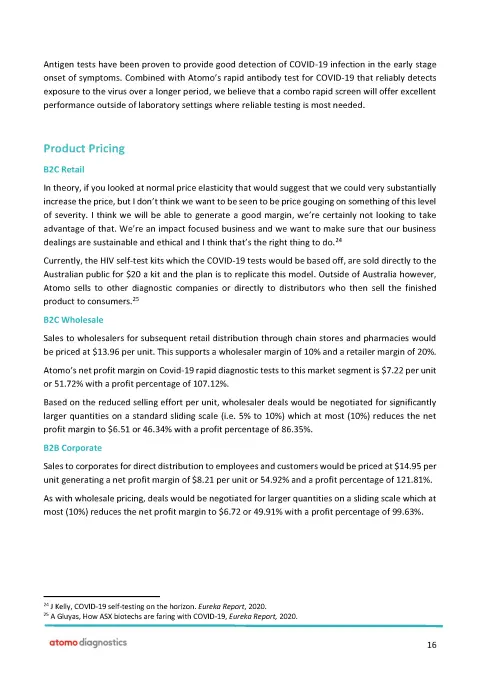 Antigen tests have been proven to provide good detection of COVID-19 infection in the early stage
onset of symptoms. Combined with Atomo’s rapid antibody test for COVID-19 that reliably detects
exposure to the virus over a longer period, we believe that a combo rapid screen will offer excellent
performance outside of laboratory settings where reliable testing is most needed.
Product Pricing
B2C Retail
In theory, if you looked at normal price elasticity that would suggest that we could very substantially
increase the price, but I don’t think we want to be seen to be price gouging on something of this level
of severity. I think we will be able to generate a good margin, we’re certainly not looking to take
advantage of that. We’re an impact focused business and we want to make sure that our business
dealings are sustainable and ethical and I think that’s the right thing to do.24
Currently, the HIV self-test kits which the COVID-19 tests would be based off, are sold directly to the
Australian public for $20 a kit and the plan is to replicate this model. Outside of Australia however,
Atomo sells to other diagnostic companies or directly to distributors who then sell the finished
product to consumers.25
B2C Wholesale
Sales to wholesalers for subsequent retail distribution through chain stores and pharmacies would
be priced at $13.96 per unit. This supports a wholesaler margin of 10% and a retailer margin of 20%.
Atomo’s net profit margin on Covid-19 rapid diagnostic tests to this market segment is $7.22 per unit
or 51.72% with a profit percentage of 107.12%.
Based on the reduced selling effort per unit, wholesaler deals would be negotiated for significantly
larger quantities on a standard sliding scale (i.e. 5% to 10%) which at most (10%) reduces the net
profit margin to $6.51 or 46.34% with a profit percentage of 86.35%.
B2B Corporate
Sales to corporates for direct distribution to employees and customers would be priced at $14.95 per
unit generating a net profit margin of $8.21 per unit or 54.92% and a profit percentage of 121.81%.
As with wholesale pricing, deals would be negotiated for larger quantities on a sliding scale which at
most (10%) reduces the net profit margin to $6.72 or 49.91% with a profit percentage of 99.63%.
24 J Kelly, COVID-19 self-testing on the horizon. Eureka Report, 2020.
25 A Gluyas, How ASX biotechs are faring with COVID-19, Eureka Report, 2020.
atomo diagnostics
16